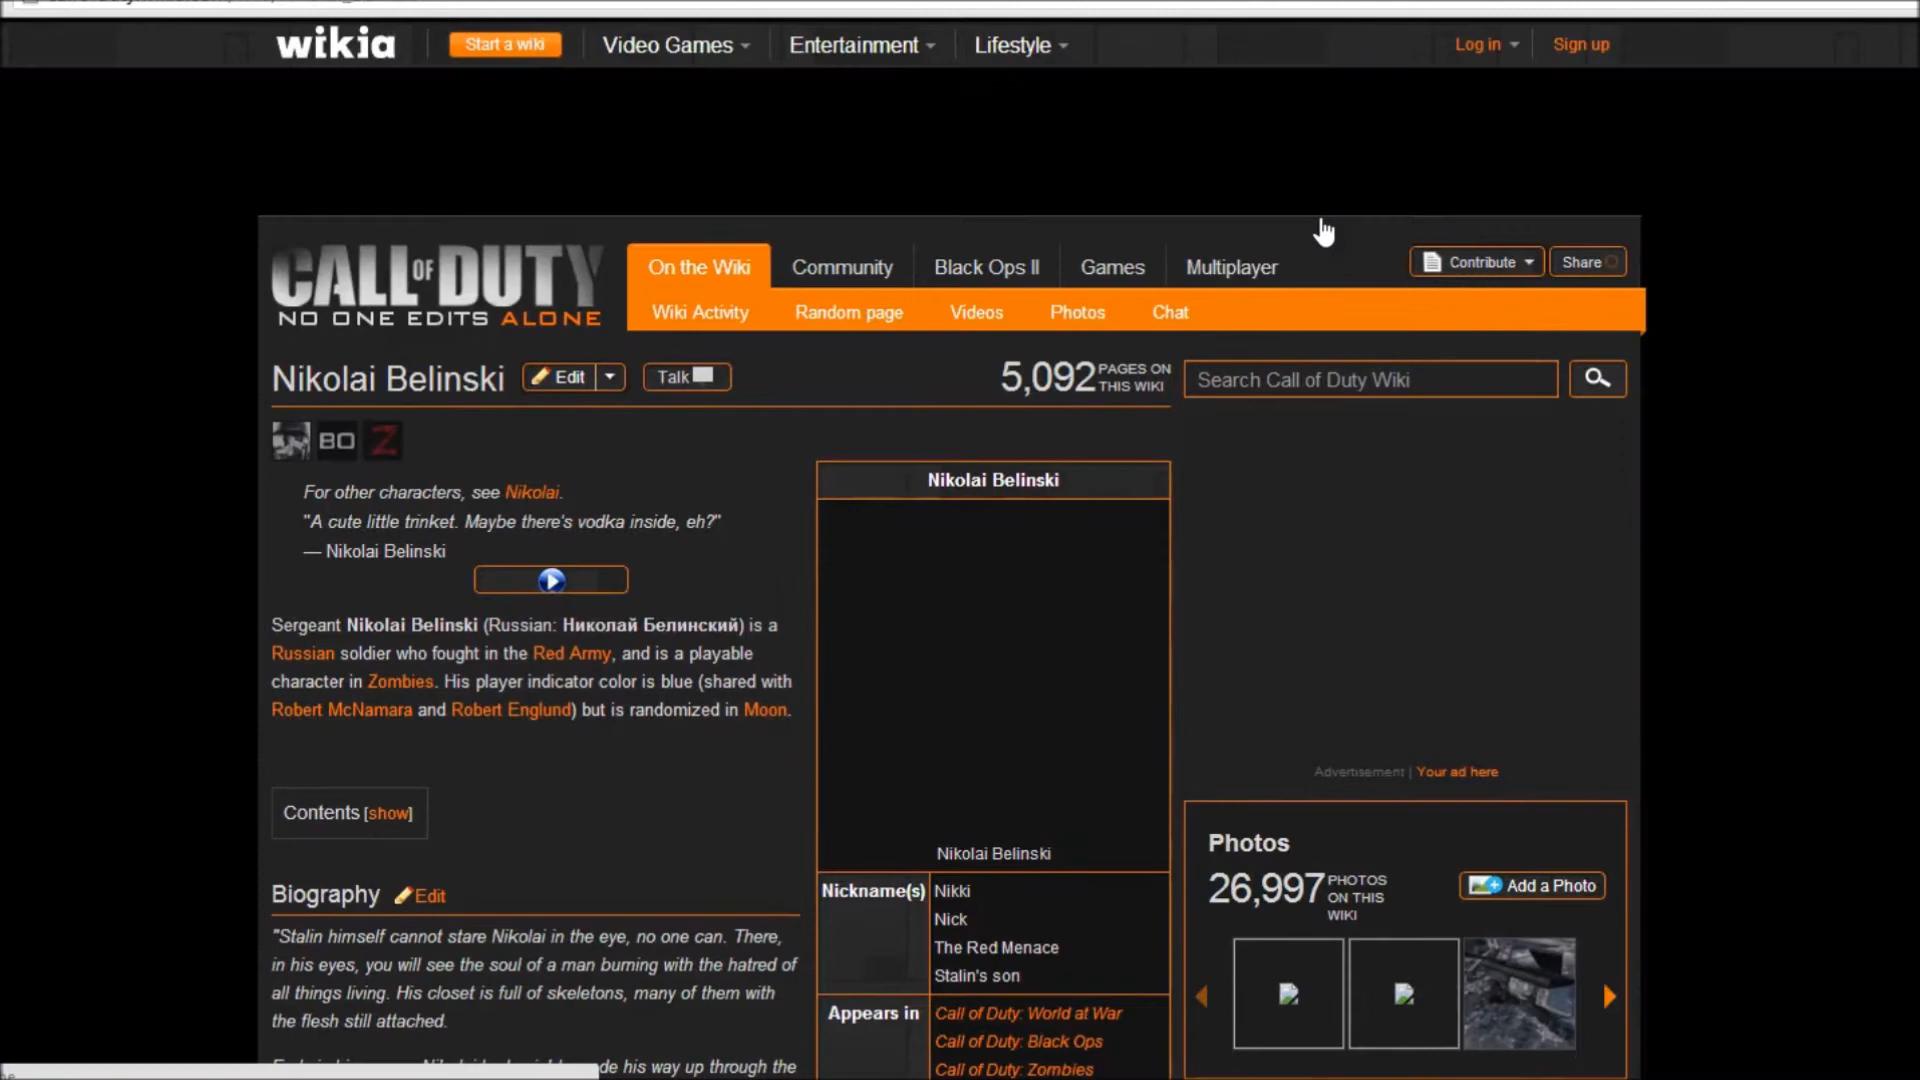 wikia Start a wiki Video Games Entertainment Lifestyle Log in Sign up
CALL OF DUTY
NO ONE EDITS ALONE
On the Wiki Community Black Ops II Games Multiplayer Contribute Share
Wiki Activity Random page Videos Photos Chat
Nikolai Belinski Edit Talk 5,092 PAGES ON THIS WIKI Search Call of Duty Wiki
BO Z
For other characters, see Nikolai.
"A cute little trinket. Maybe there's vodka inside, eh?"
— Nikolai Belinski
Sergeant Nikolai Belinski (Russian: Николай Белинский) is a
Russian soldier who fought in the Red Army, and is a playable
character in Zombies. His player indicator color is blue (shared with
Robert McNamara and Robert Englund) but is randomized in Moon.
Contents [show]
Biography Edit
"Stalin himself cannot stare Nikolai in the eye, no one can. There,
in his eyes, you will see the soul of a man burning with the hatred of
all things living. His closet is full of skeletons, many of them with
the flesh still attached.
de his way up through the
Nikolai Belinski
Nikolai Belinski
Nickname(s) Nikki
Nick
The Red Menace
Stalin's son
Appears in Call of Duty: World at War
Call of Duty: Black Ops
Call of Duty: Zombies
Advertisement | Your ad here
Photos
26,997 PHOTOS ON THIS WIKI Add a Photo